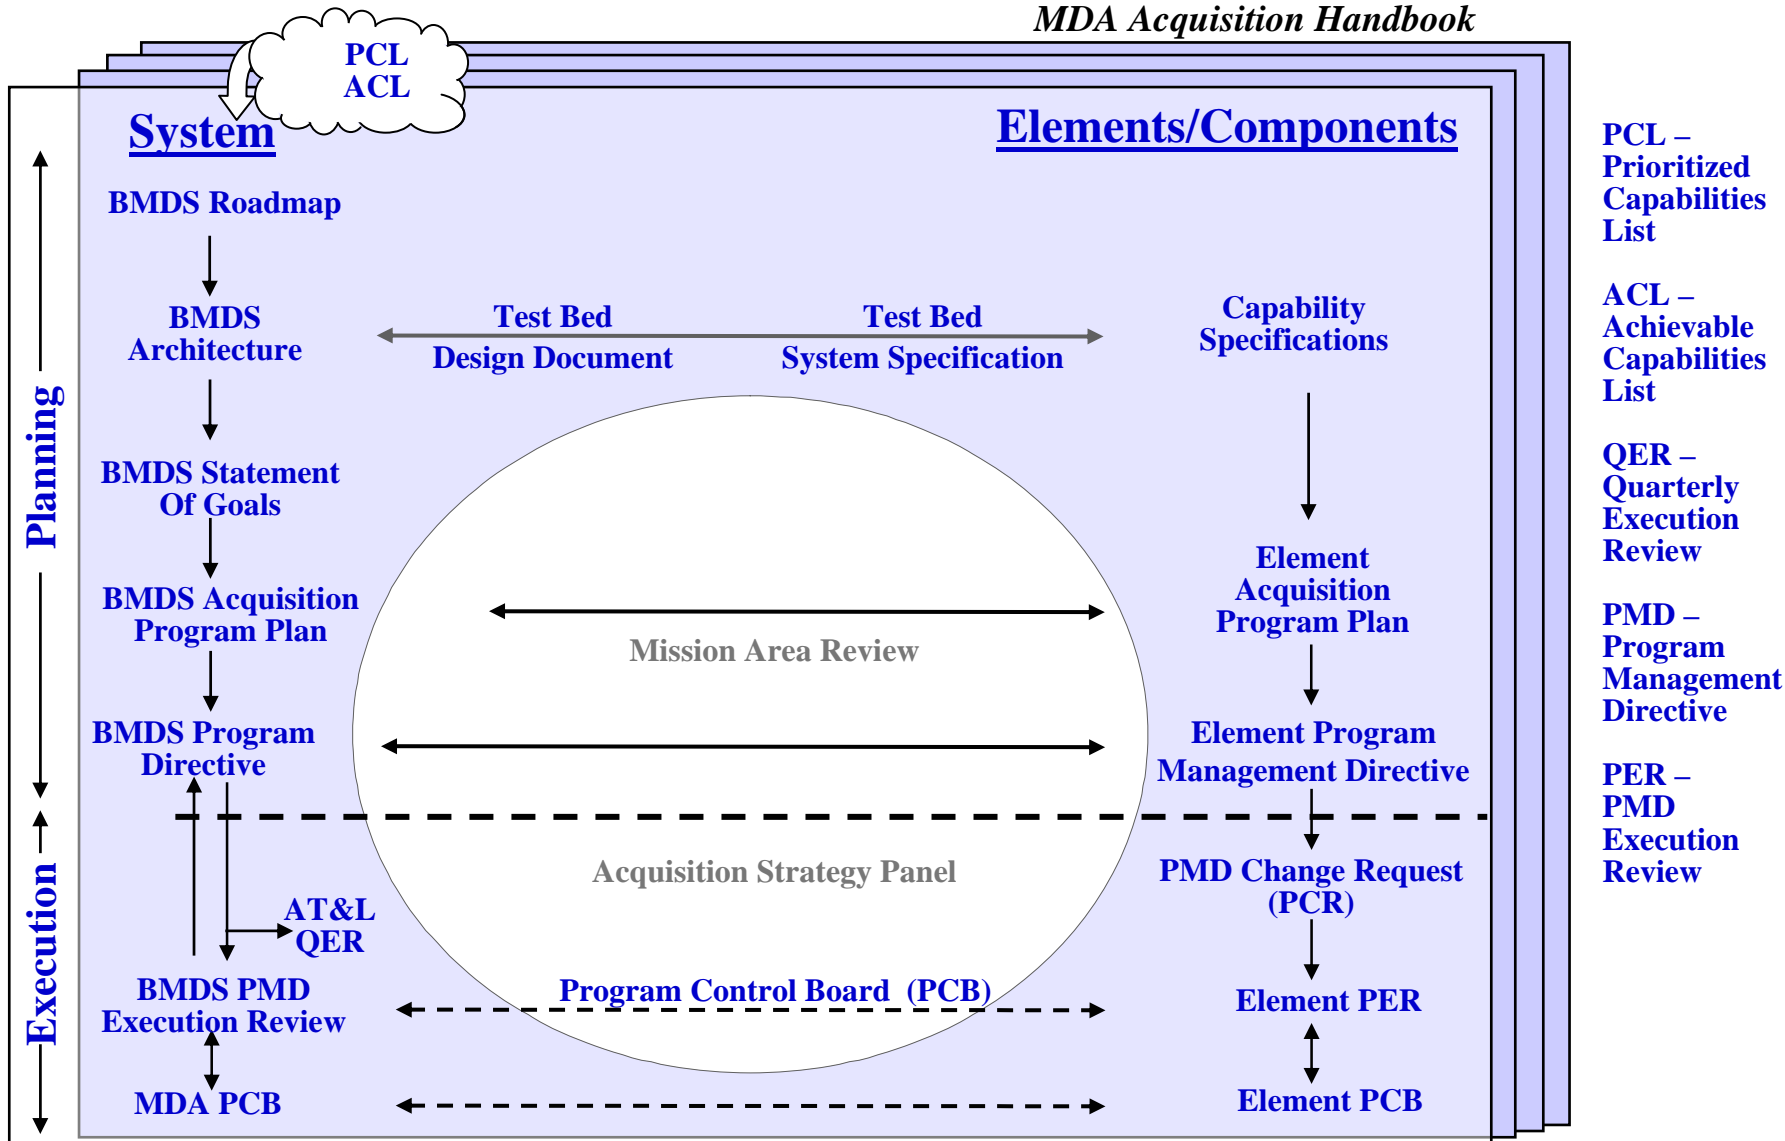 MDA Acquisition Handbook
PCL
ACL
System
Elements/Components
BMDS Roadmap
BMDS
Architecture
Test Bed
Design Document
Test Bed
System Specification
Capability
Specifications
BMDS Statement
Of Goals
BMDS Acquisition
Program Plan
Mission Area Review
Element
Acquisition
Program Plan
BMDS Program
Directive
Element Program
Management Directive
Acquisition Strategy Panel
PMD Change Request
(PCR)
AT&L
QER
BMDS PMD
Execution Review
Program Control Board (PCB)
Element PER
MDA PCB
Element PCB
Planning
Execution
PCL –
Prioritized
Capabilities
List
ACL –
Achievable
Capabilities
List
QER –
Quarterly
Execution
Review
PMD –
Program
Management
Directive
PER –
PMD
Execution
Review